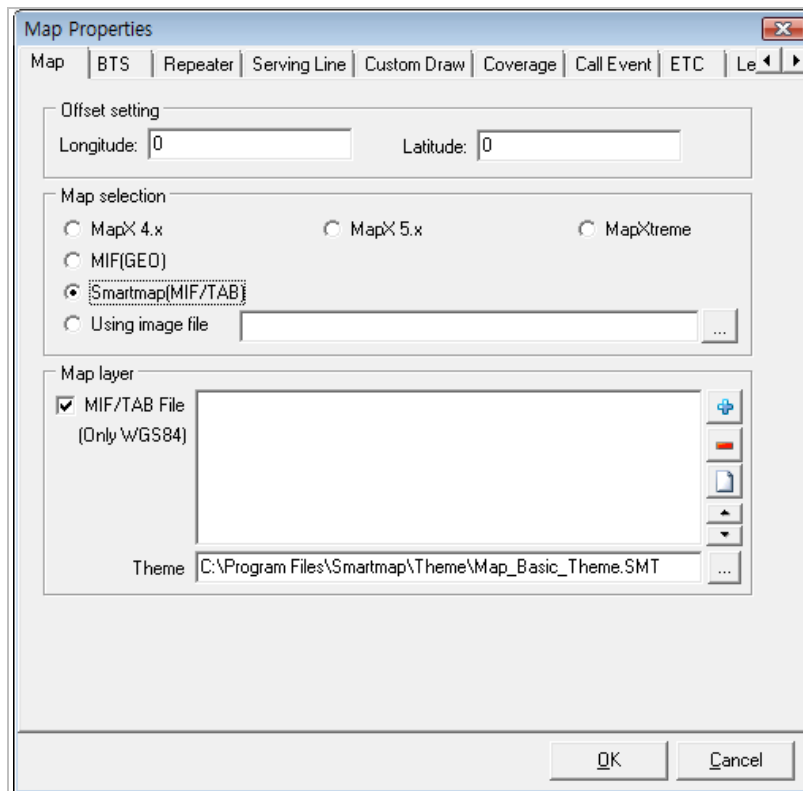 Map Properties
Map BTS Repeater Serving Line Custom Draw Coverage Call Event ETC Le
Offset setting
Longitude: 0 Latitude: 0
Map selection
MapX 4.x MapX 5.x MapXtreme
MIF(GEO)
Smartmap(MIF/TAB)
Using image file ...
Map layer
MIF/TAB File
(Only WGS84)
Theme C:\Program Files\Smartmap\Theme\Map_Basic_Theme.SMT ...
OK Cancel